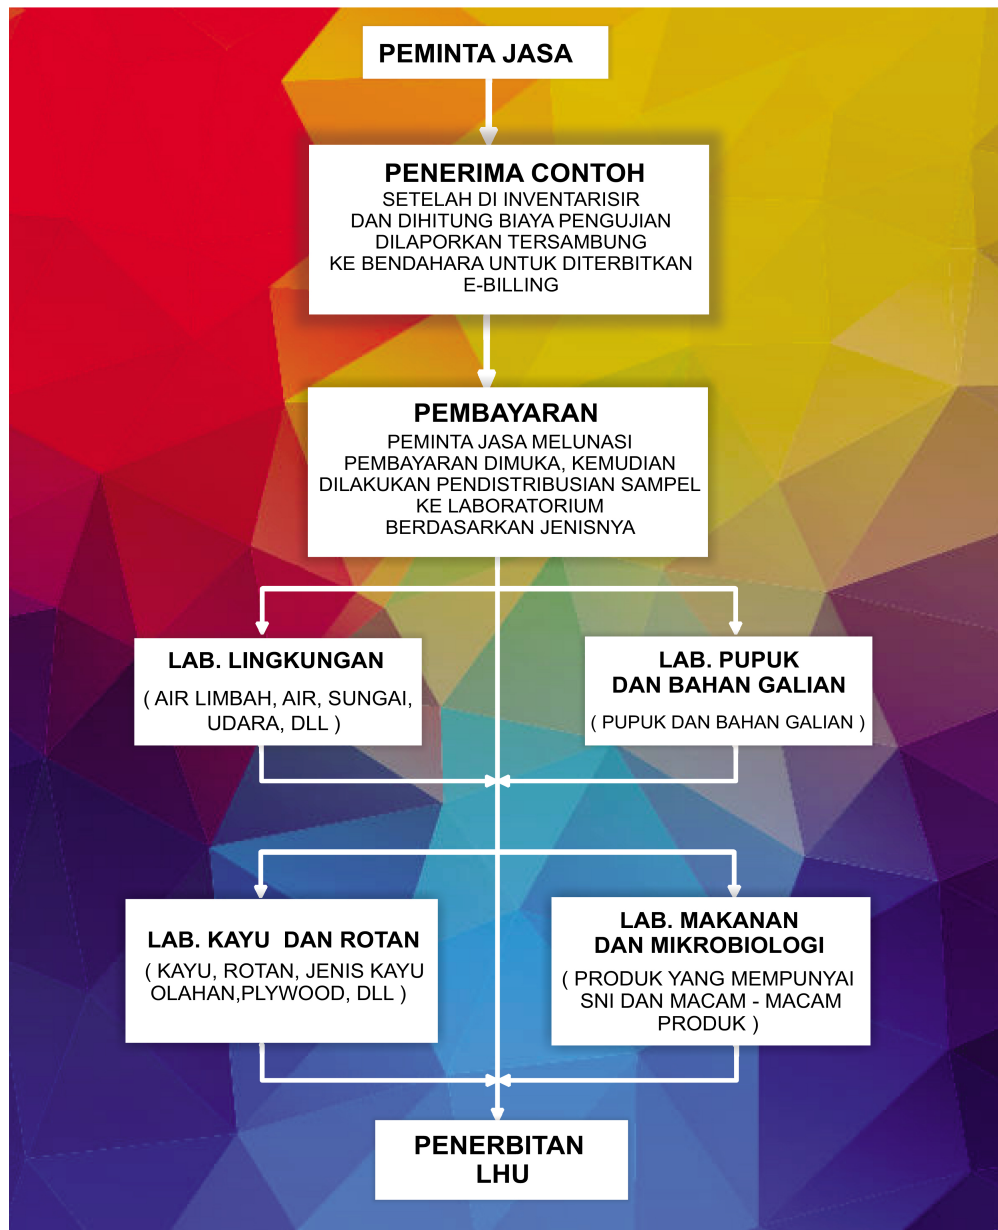 PEMINTA JASA
PENERIMA CONTOH
SETELAH DI INVENTARISIR
DAN DIHITUNG BIAYA PENGUJIAN
DILAPORKAN TERSAMBUNG
KE BENDAHARA UNTUK DITERBITKAN
E-BILLING
PEMBAYARAN
PEMINTA JASA MELUNASI
PEMBAYARAN DIMUKA, KEMUDIAN
DILAKUKAN PENDISTRIBUSIAN SAMPEL
KE LABORATORIUM
BERDASARKAN JENISNYA
LAB. LINGKUNGAN
( AIR LIMBAH, AIR, SUNGAI,
UDARA, DLL )
LAB. PUPUK
DAN BAHAN GALIAN
( PUPUK DAN BAHAN GALIAN )
LAB. KAYU  DAN ROTAN
( KAYU, ROTAN, JENIS KAYU
OLAHAN,PLYWOOD, DLL )
LAB. MAKANAN
DAN MIKROBIOLOGI
( PRODUK YANG MEMPUNYAI
SNI DAN MACAM - MACAM
PRODUK )
PENERBITAN
LHU